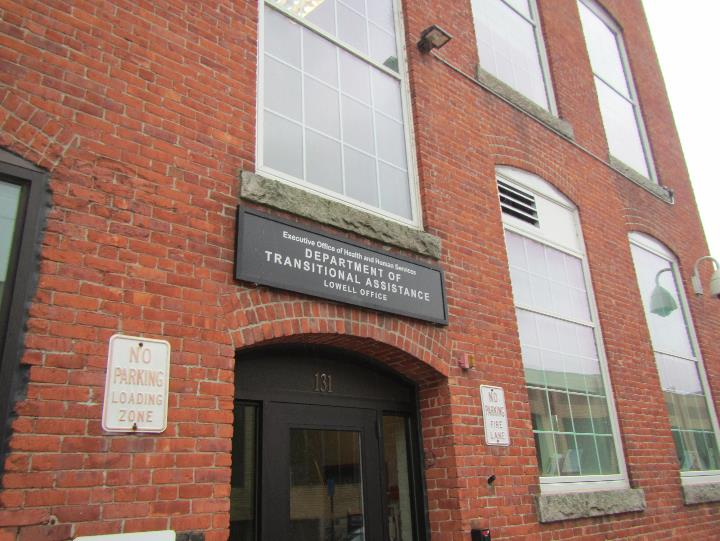 Executive Office of Health and Human Services
DEPARTMENT OF
TRANSITIONAL ASSISTANCE
LOWELL OFFICE
131
NO
PARKING
LOADING
ZONE
NO
PARKING
FIRE
LANE